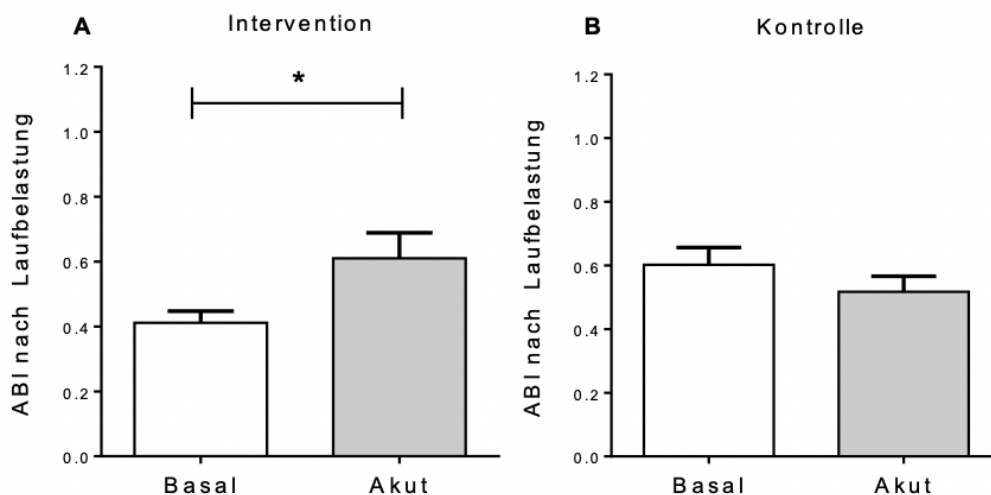 A
Intervention
ABI nach Laufbelastung
1.2
1.0
0.8
0.6
0.4
0.2
0.0
*
Basal
Akut
B
Kontrolle
ABI nach Laufbelastung
1.2
1.0
0.8
0.6
0.4
0.2
0.0
Basal
Akut